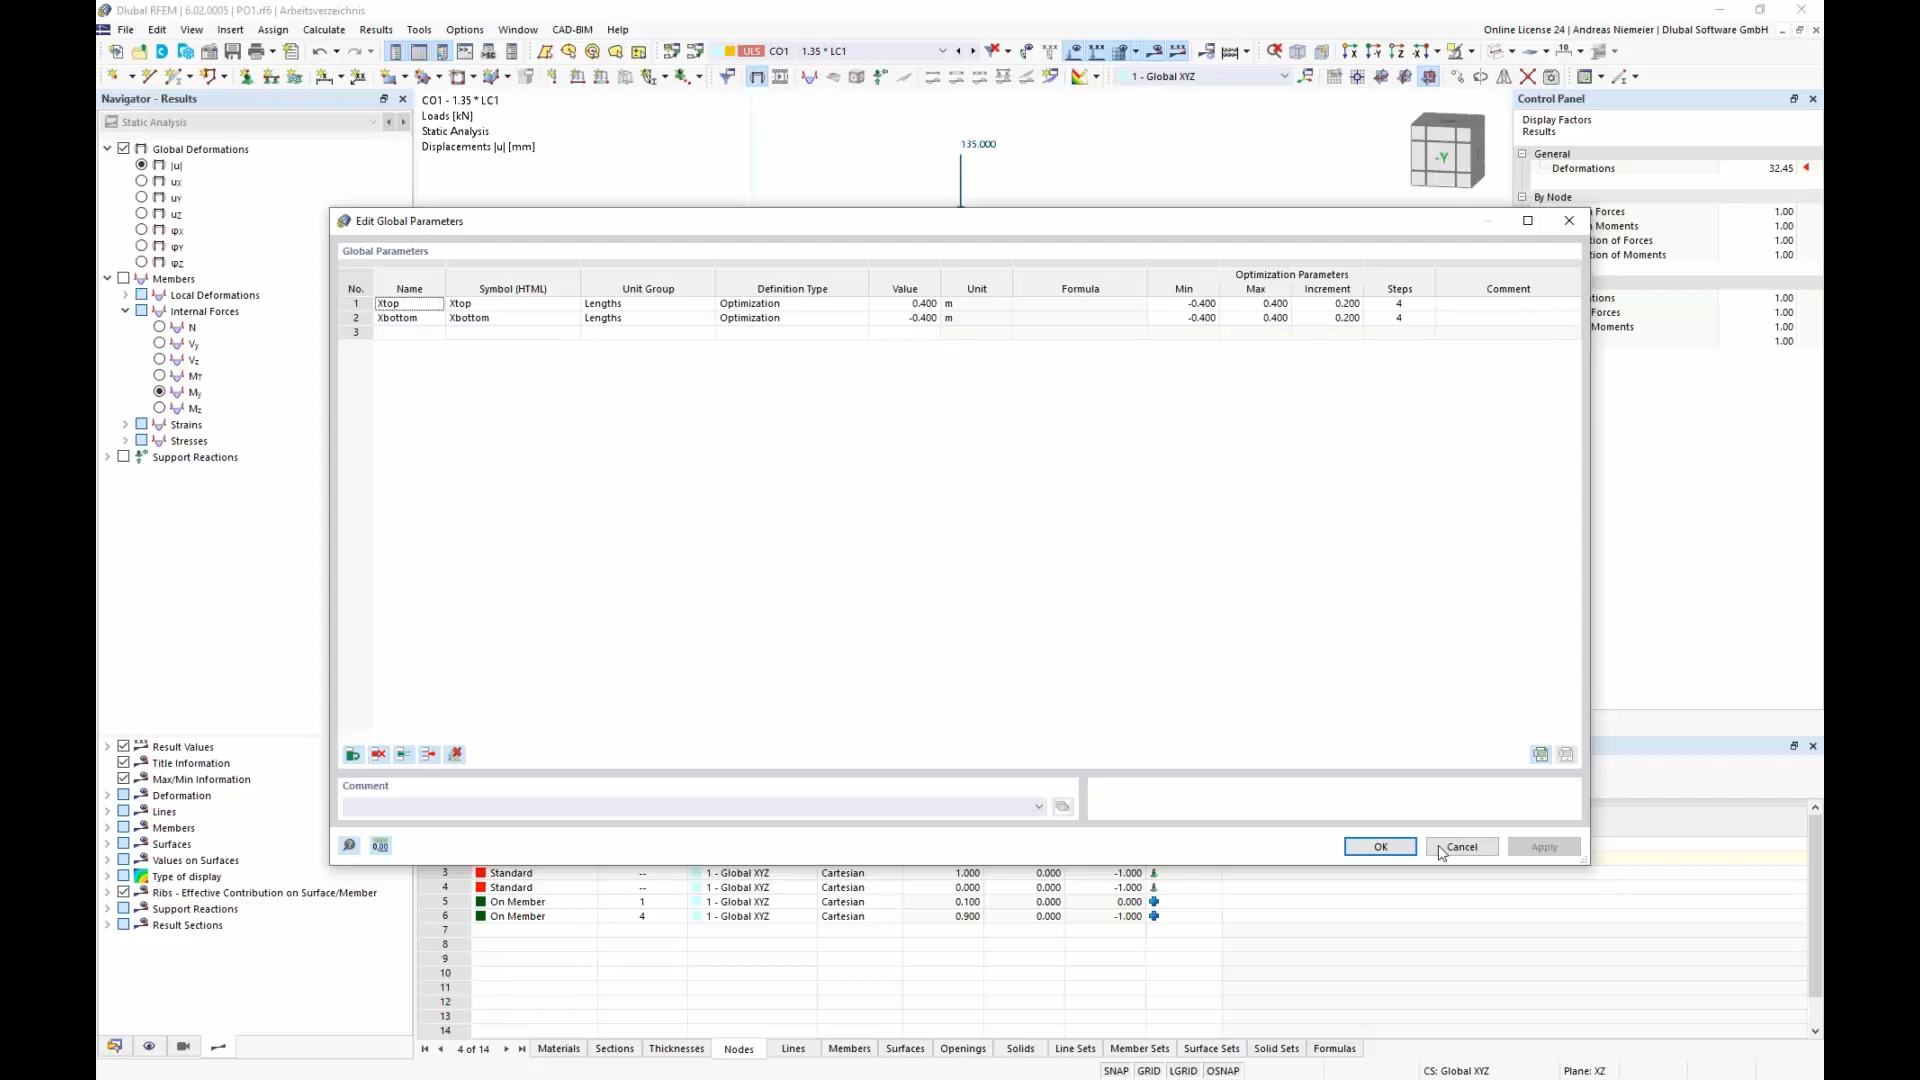 Dlubal RFEM | 6.02.0005 | PO1.rf6 | Arbeitsverzeichnis
File Edit View Insert Assign Calculate Results Tools Options Window CAD-BIM Help
Online License 24 | Andreas Niemeier | Dlubal Software GmbH
ULS CO1 1.35 * LC1
1 - Global XYZ
Navigator - Results
Static Analysis
Global Deformations
|u|
uX
uY
uZ
φX
φY
φZ
Members
Local Deformations
Internal Forces
N
Vy
Vz
MT
My
Mz
Strains
Stresses
Support Reactions
Result Values
Title Information
Max/Min Information
Deformation
Lines
Members
Surfaces
Values on Surfaces
Type of display
Ribs - Effective Contribution on Surface/Member
Support Reactions
Result Sections
CO1 - 1.35 * LC1
Loads [kN]
Static Analysis
Displacements |u| [mm]
135.000
-Y
Control Panel
Display Factors
Results
General
Deformations 32.45
By Node
Forces 1.00
Moments 1.00
ion of Forces 1.00
ion of Moments 1.00
tions 1.00
Forces 1.00
Moments 1.00
1.00
Edit Global Parameters
Global Parameters
Optimization Parameters
No. Name Symbol (HTML) Unit Group Definition Type Value Unit Formula Min Max Increment Steps Comment
1 Xtop Xtop Lengths Optimization 0.400 m -0.400 0.400 0.200 4
2 Xbottom Xbottom Lengths Optimization -0.400 m -0.400 0.400 0.200 4
3
Comment
0,00
OK Cancel Apply
3 Standard -- 1 - Global XYZ Cartesian 1.000 0.000 -1.000
4 Standard -- 1 - Global XYZ Cartesian 0.000 0.000 -1.000
5 On Member 1 1 - Global XYZ Cartesian 0.100 0.000 0.000
6 On Member 4 1 - Global XYZ Cartesian 0.900 0.000 -1.000
7
8
9
10
11
12
13
14
4 of 14 Materials Sections Thicknesses Nodes Lines Members Surfaces Openings Solids Line Sets Member Sets Surface Sets Solid Sets Formulas
SNAP GRID LGRID OSNAP CS: Global XYZ Plane: XZ